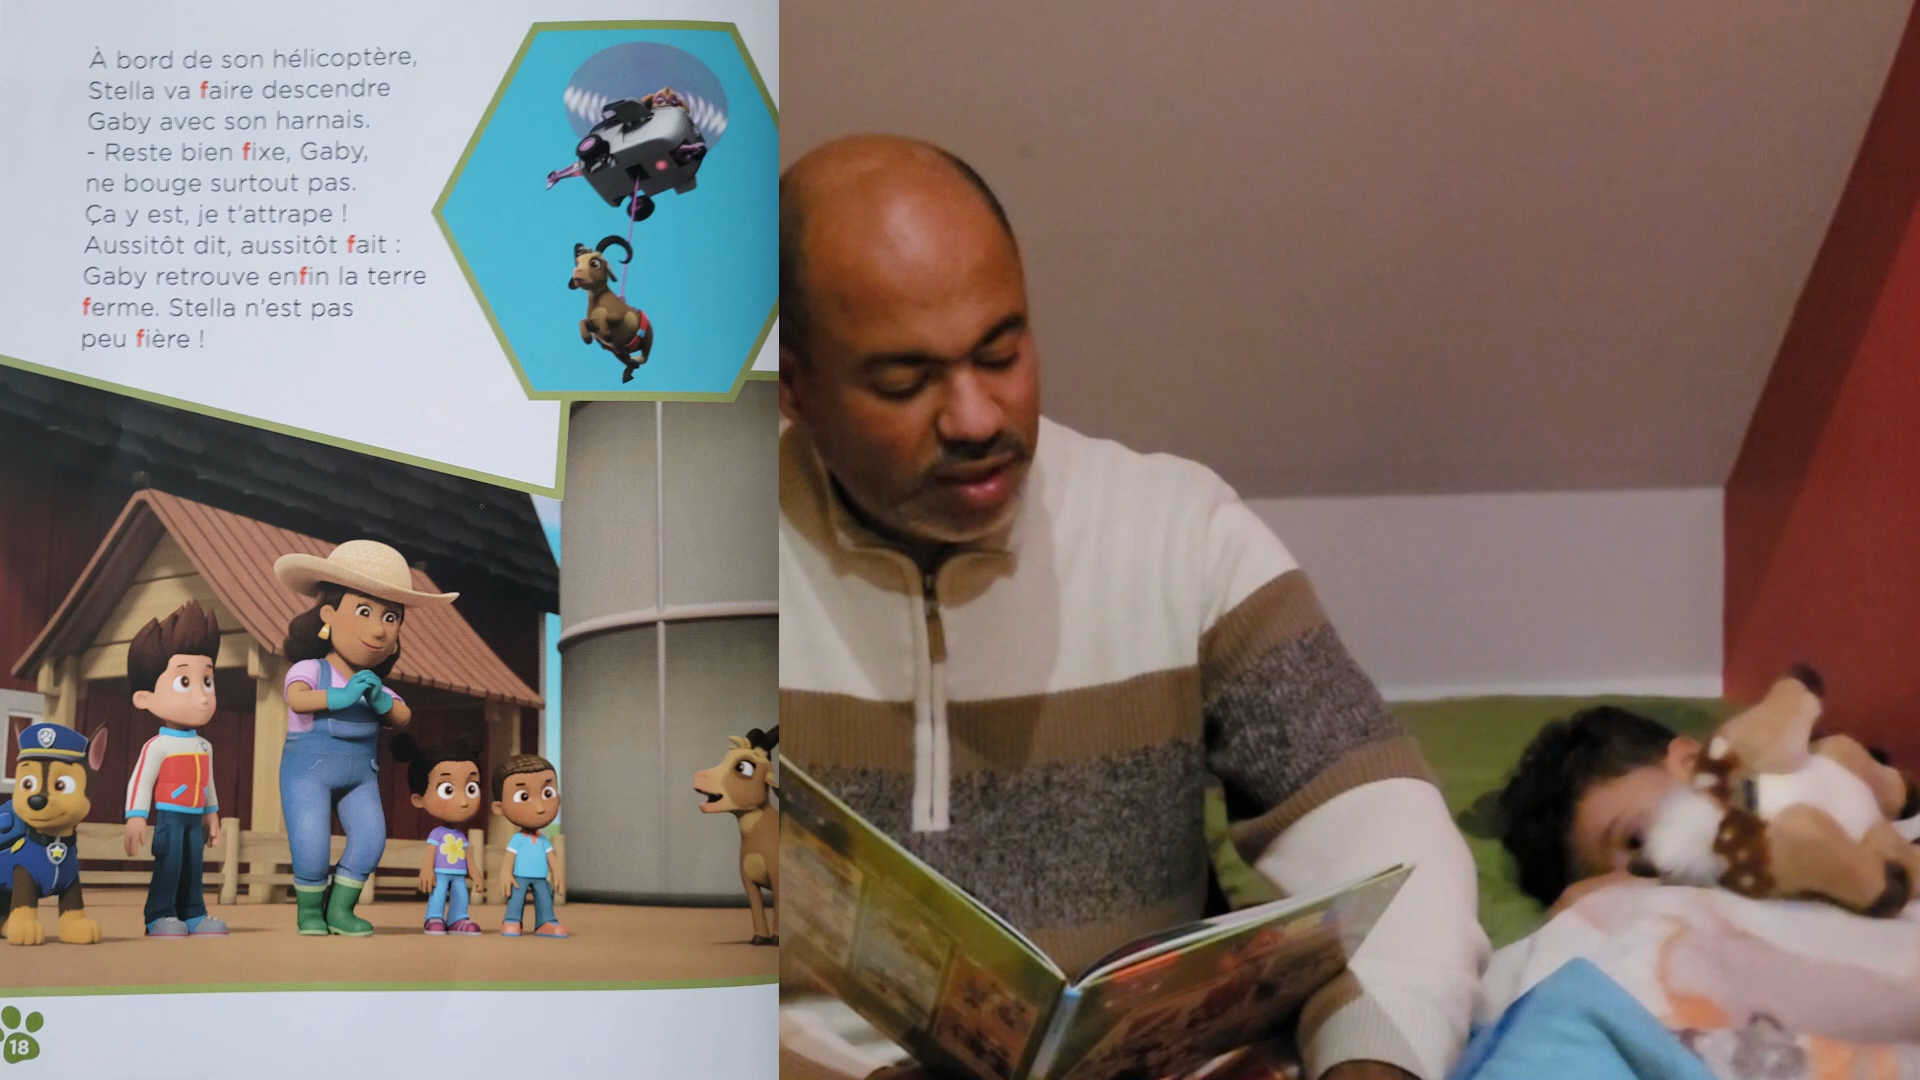 À bord de son hélicoptère,
Stella va faire descendre
Gaby avec son harnais.
- Reste bien fixe, Gaby,
ne bouge surtout pas.
Ça y est, je t'attrape !
Aussitôt dit, aussitôt fait :
Gaby retrouve enfin la terre
ferme. Stella n'est pas
peu fière !
18